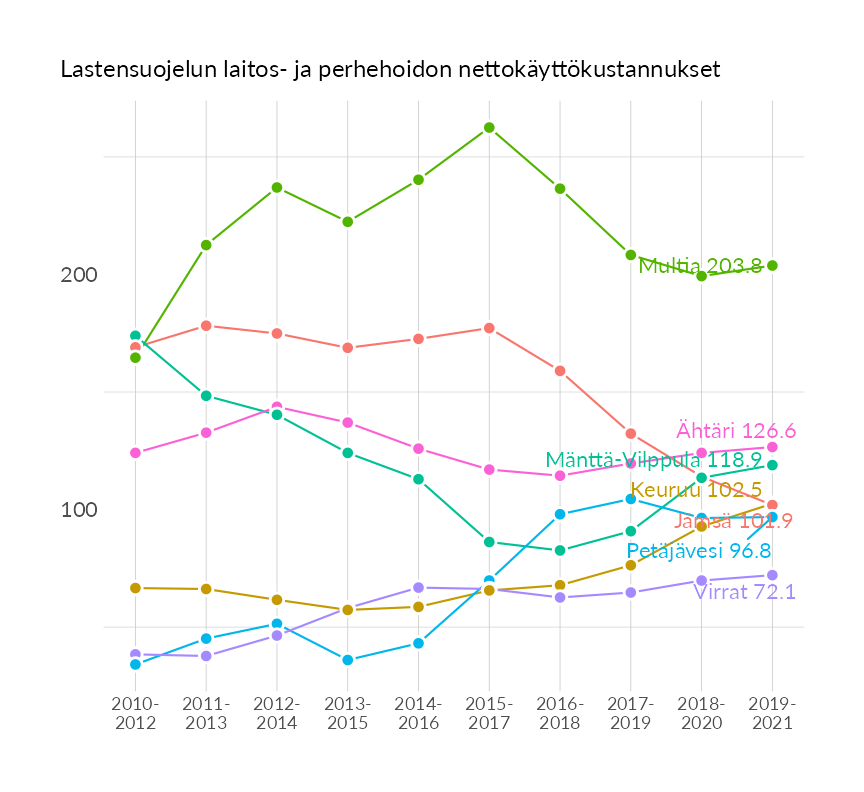 Lastensuojelun laitos- ja perhehoidon nettokäyttökustannukset
200
100
Multia 203.8
Ähtäri 126.6
Mänttä-Vilppula 118.9
Keuruu 102.5
Jämsä 101.9
Petäjävesi 96.8
Virrat 72.1
2010- 2011- 2012- 2013- 2014- 2015- 2016- 2017- 2018- 2019-
2012 2013 2014 2015 2016 2017 2018 2019 2020 2021